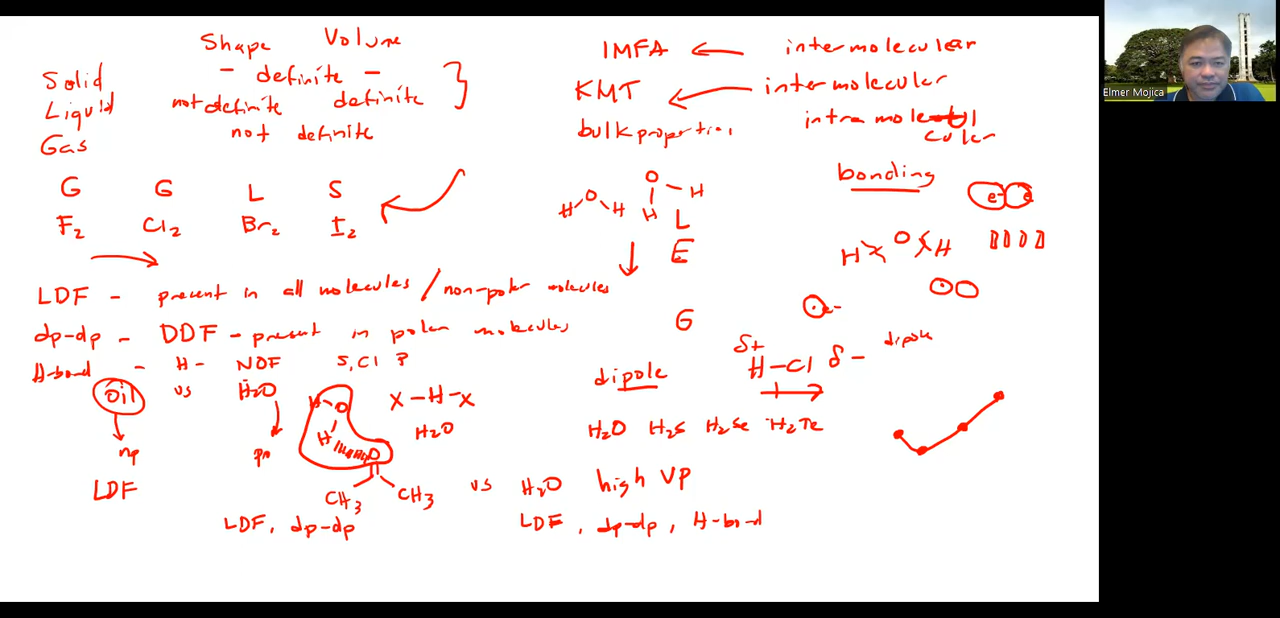 Shape Volume
Solid - definite -
Liquid not definite definite
Gas not definite
IMFA ← intermolecular
KMT ← intermolecular
bulk properties intra molecular
bonding
e- e
G G L S
F2 Cl2 Br2 I2
H O H
O H
H
L
E
G
H O H
LDF - present in all molecules / non-polar molecules
dp-dp - DDF - present in polar molecules
H-bond - H- NOF S, Cl ?
Oil vs H2O
np
LDF
H O
H O
CH3 CH3
X - H - X
H2O
vs H2O high VP
LDF, dp-dp
LDF, dp-dp, H-bond
dipole
δ+ H - Cl δ - dipole
H2O H2S H2Se H2Te
Elmer Mojica